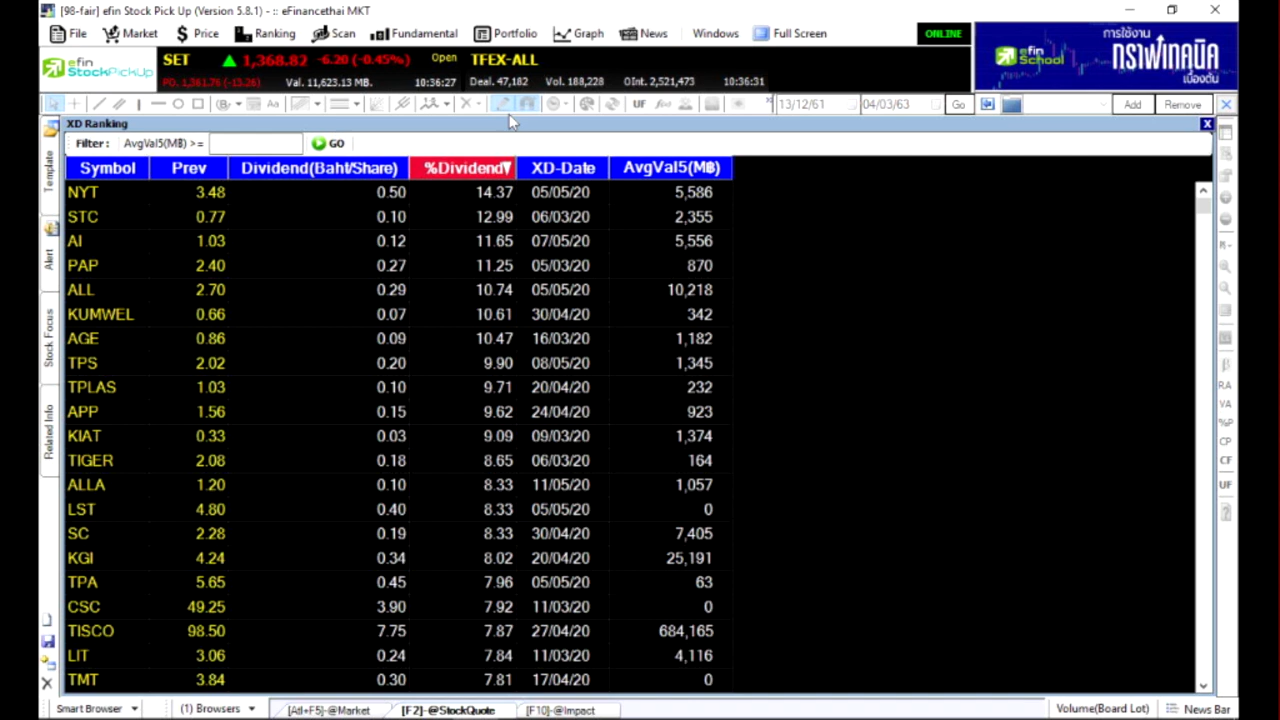 [98-fair] efin Stock Pick Up (Version 5.8.1) - :: eFinancethai MKT
File Market Price Ranking Scan Fundamental Portfolio Graph News Windows Full Screen ONLINE
efin StockPickUp SET 1,368.82 -6.20 (-0.45%) Open TFEX-ALL
PO. 1,361.76 (-13.26) Val. 11,623.13 MB. 10:36:27 Deal. 47,182 Vol. 188,228 OInt. 2,521,473 10:36:31
efin School การใช้งาน กราฟเทคนิค เบื้องต้น
UF 13/12/61 04/03/63 Go Add Remove
XD Ranking
Filter : AvgVal5(M฿) >= GO
Symbol Prev Dividend(Baht/Share) %Dividend▼ XD-Date AvgVal5(M฿)
NYT 3.48 0.50 14.37 05/05/20 5,586
STC 0.77 0.10 12.99 06/03/20 2,355
AI 1.03 0.12 11.65 07/05/20 5,556
PAP 2.40 0.27 11.25 05/03/20 870
ALL 2.70 0.29 10.74 05/05/20 10,218
KUMWEL 0.66 0.07 10.61 30/04/20 342
AGE 0.86 0.09 10.47 16/03/20 1,182
TPS 2.02 0.20 9.90 08/05/20 1,345
TPLAS 1.03 0.10 9.71 20/04/20 232
APP 1.56 0.15 9.62 24/04/20 923
KIAT 0.33 0.03 9.09 09/03/20 1,374
TIGER 2.08 0.18 8.65 06/03/20 164
ALLA 1.20 0.10 8.33 11/05/20 1,057
LST 4.80 0.40 8.33 05/05/20 0
SC 2.28 0.19 8.33 30/04/20 7,405
KGI 4.24 0.34 8.02 20/04/20 25,191
TPA 5.65 0.45 7.96 05/05/20 63
CSC 49.25 3.90 7.92 11/03/20 0
TISCO 98.50 7.75 7.87 27/04/20 684,165
LIT 3.06 0.24 7.84 11/03/20 4,116
TMT 3.84 0.30 7.81 17/04/20 0
Template
Alert
Stock Focus
Related Info
RA
VA
%P
CP
CF
UF
Smart Browser (1) Browsers [Atl+F5]-@Market [F2]-@StockQuote [F10]-@Impact Volume(Board Lot) News Bar